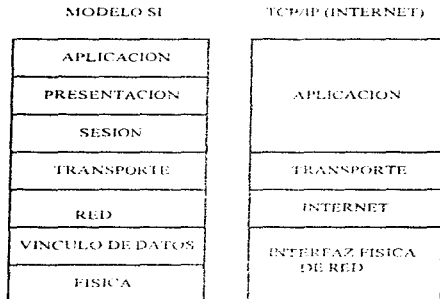 MODELO SI
TCP/IP (INTERNET)
APLICACION
PRESENTACION
SESION
TRANSPORTE
RED
VINCULO DE DATOS
FISICA
APLICACION
TRANSPORTE
INTERNET
INTERFAZ FISICA
DE RED